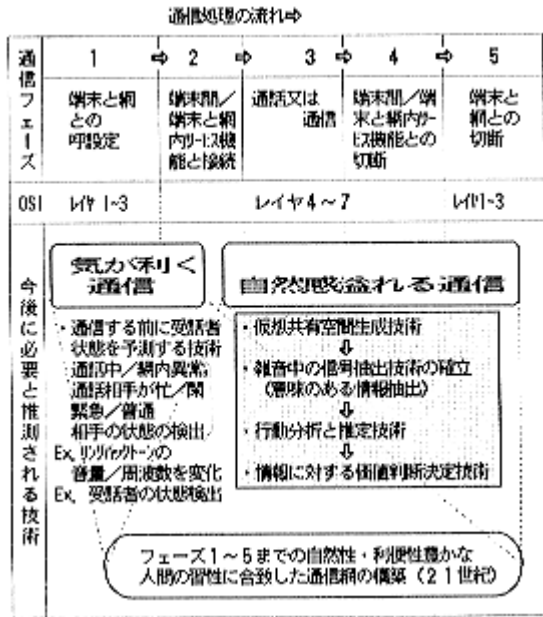 通信処理の流れ⇨
通信フェーズ
1 ⇨ 2 ⇨ 3 ⇨ 4 ⇨ 5
端末と網
との
呼設定
端末間／
端末と網
内サービス機
能と接続
通話又は
通信
端末間／端
末と網内サー
ビス機能との
切断
端末と
網との
切断
OSI
レイヤ 1~3
レイヤ4～7
レイヤ1~3
今後に必要と推測される技術
気が利く
通信
・通信する前に受話者
状態を予測する技術
通話中／網内異常
通話相手が忙／閑
緊急／普通
相手の状態の検出
Ex. リングバックトーンの
音量／周波数を変化
Ex. 受話者の状態検出
自然感溢れる通信
・仮想共有空間生成技術
⇩
・雑音中の信号抽出技術の確立
（意味のある情報抽出）
⇩
・行動分析と推定技術
⇩
・情報に対する価値判断決定技術
フェーズ1～5までの自然性・利便性豊かな
人間の習性に合致した通信網の構築（21世紀）